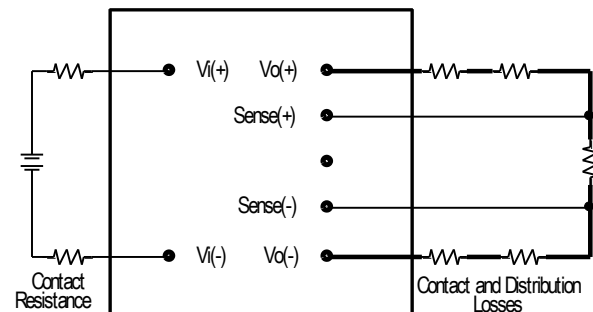 Vi(+) Vo(+)
Sense(+)
Sense(-)
Vi(-) Vo(-)
Contact
Resistance
Contact and Distribution
Losses